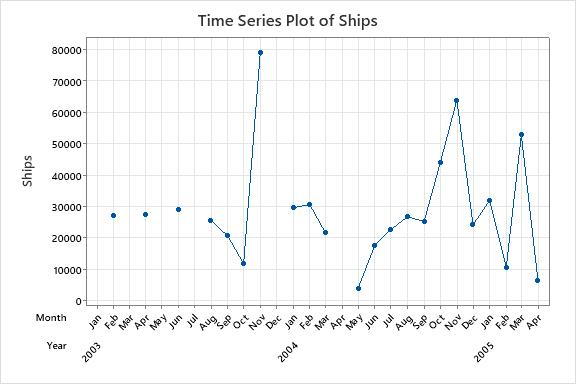 Time Series Plot of Ships
80000
70000
60000
50000
40000
30000
20000
10000
0
Ships
Month Jan Feb Mar Apr May Jun Jul Aug Sep Oct Nov Dec Jan Feb Mar Apr May Jun Jul Aug Sep Oct Nov Dec Jan Feb Mar Apr
Year 2003 2004 2005